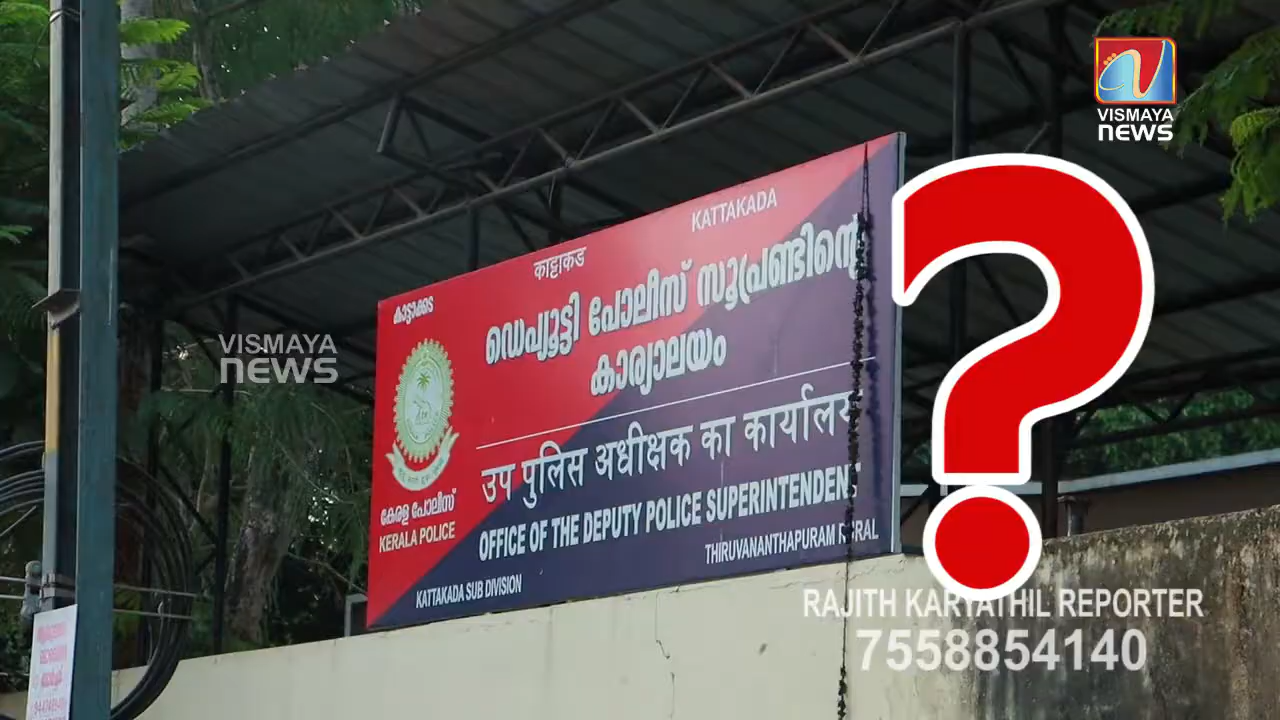 VISMAYA
NEWS
KATTAKADA
काट्टाकड
കാട്ടാക്കട
ഡെപ്യൂട്ടി പോലീസ് സൂപ്രണ്ടിന്റെ
കാര്യാലയം
VISMAYA
NEWS
उप पुलिस अधीक्षक का कार्यालय
കേരള പോലീസ്
KERALA POLICE
OFFICE OF THE DEPUTY POLICE SUPERINTENDENT
THIRUVANANTHAPURAM RURAL
KATTAKADA SUB DIVISION
?
RAJITH KARYATHIL REPORTER
7558854140